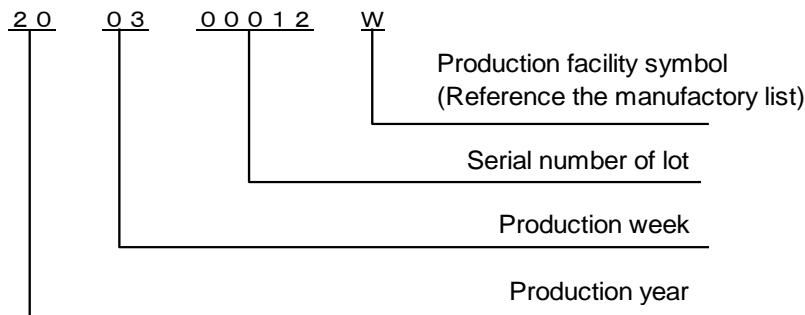 20 03 00012 W
Production facility symbol
(Reference the manufactory list)
Serial number of lot
Production week
Production year